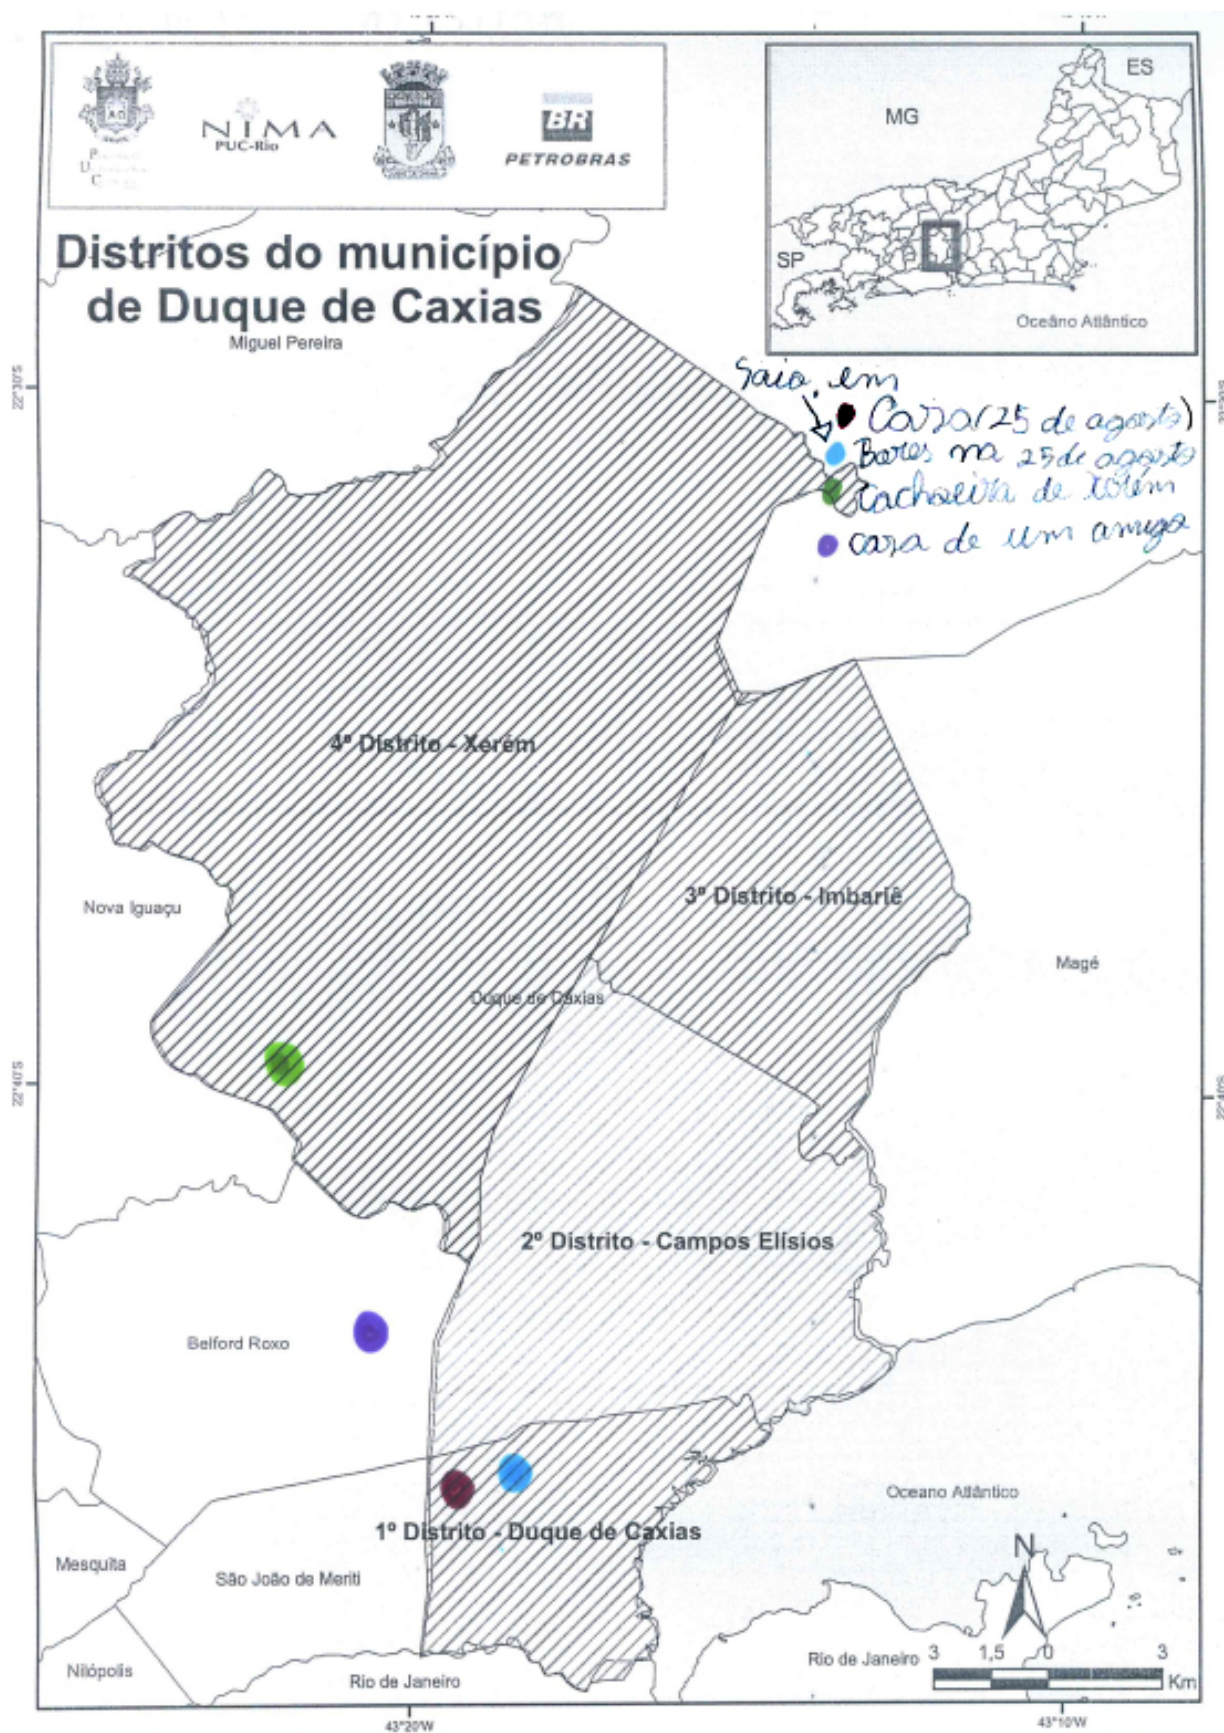 NIMA
PUC-Rio
BR
PETROBRAS
ES
MG
SP
Oceâno Atlântico
Distritos do município
de Duque de Caxias
Miguel Pereira
22°30'S
Saio, em
Casa (25 de agosto)
Bares na 25 de agosto
Cachoeira de xerém
casa de um amigo
4º Distrito - Xerém
3º Distrito - Imbariê
Nova Iguaçu
Magé
Duque de Caxias
22°40'S
22°40'S
2º Distrito - Campos Elísios
Belford Roxo
Oceano Atlântico
1º Distrito - Duque de Caxias
Mesquita
São João de Meriti
N
Nilópolis
Rio de Janeiro
Rio de Janeiro
3 1,5 0 3
Km
43°20'W
43°10'W